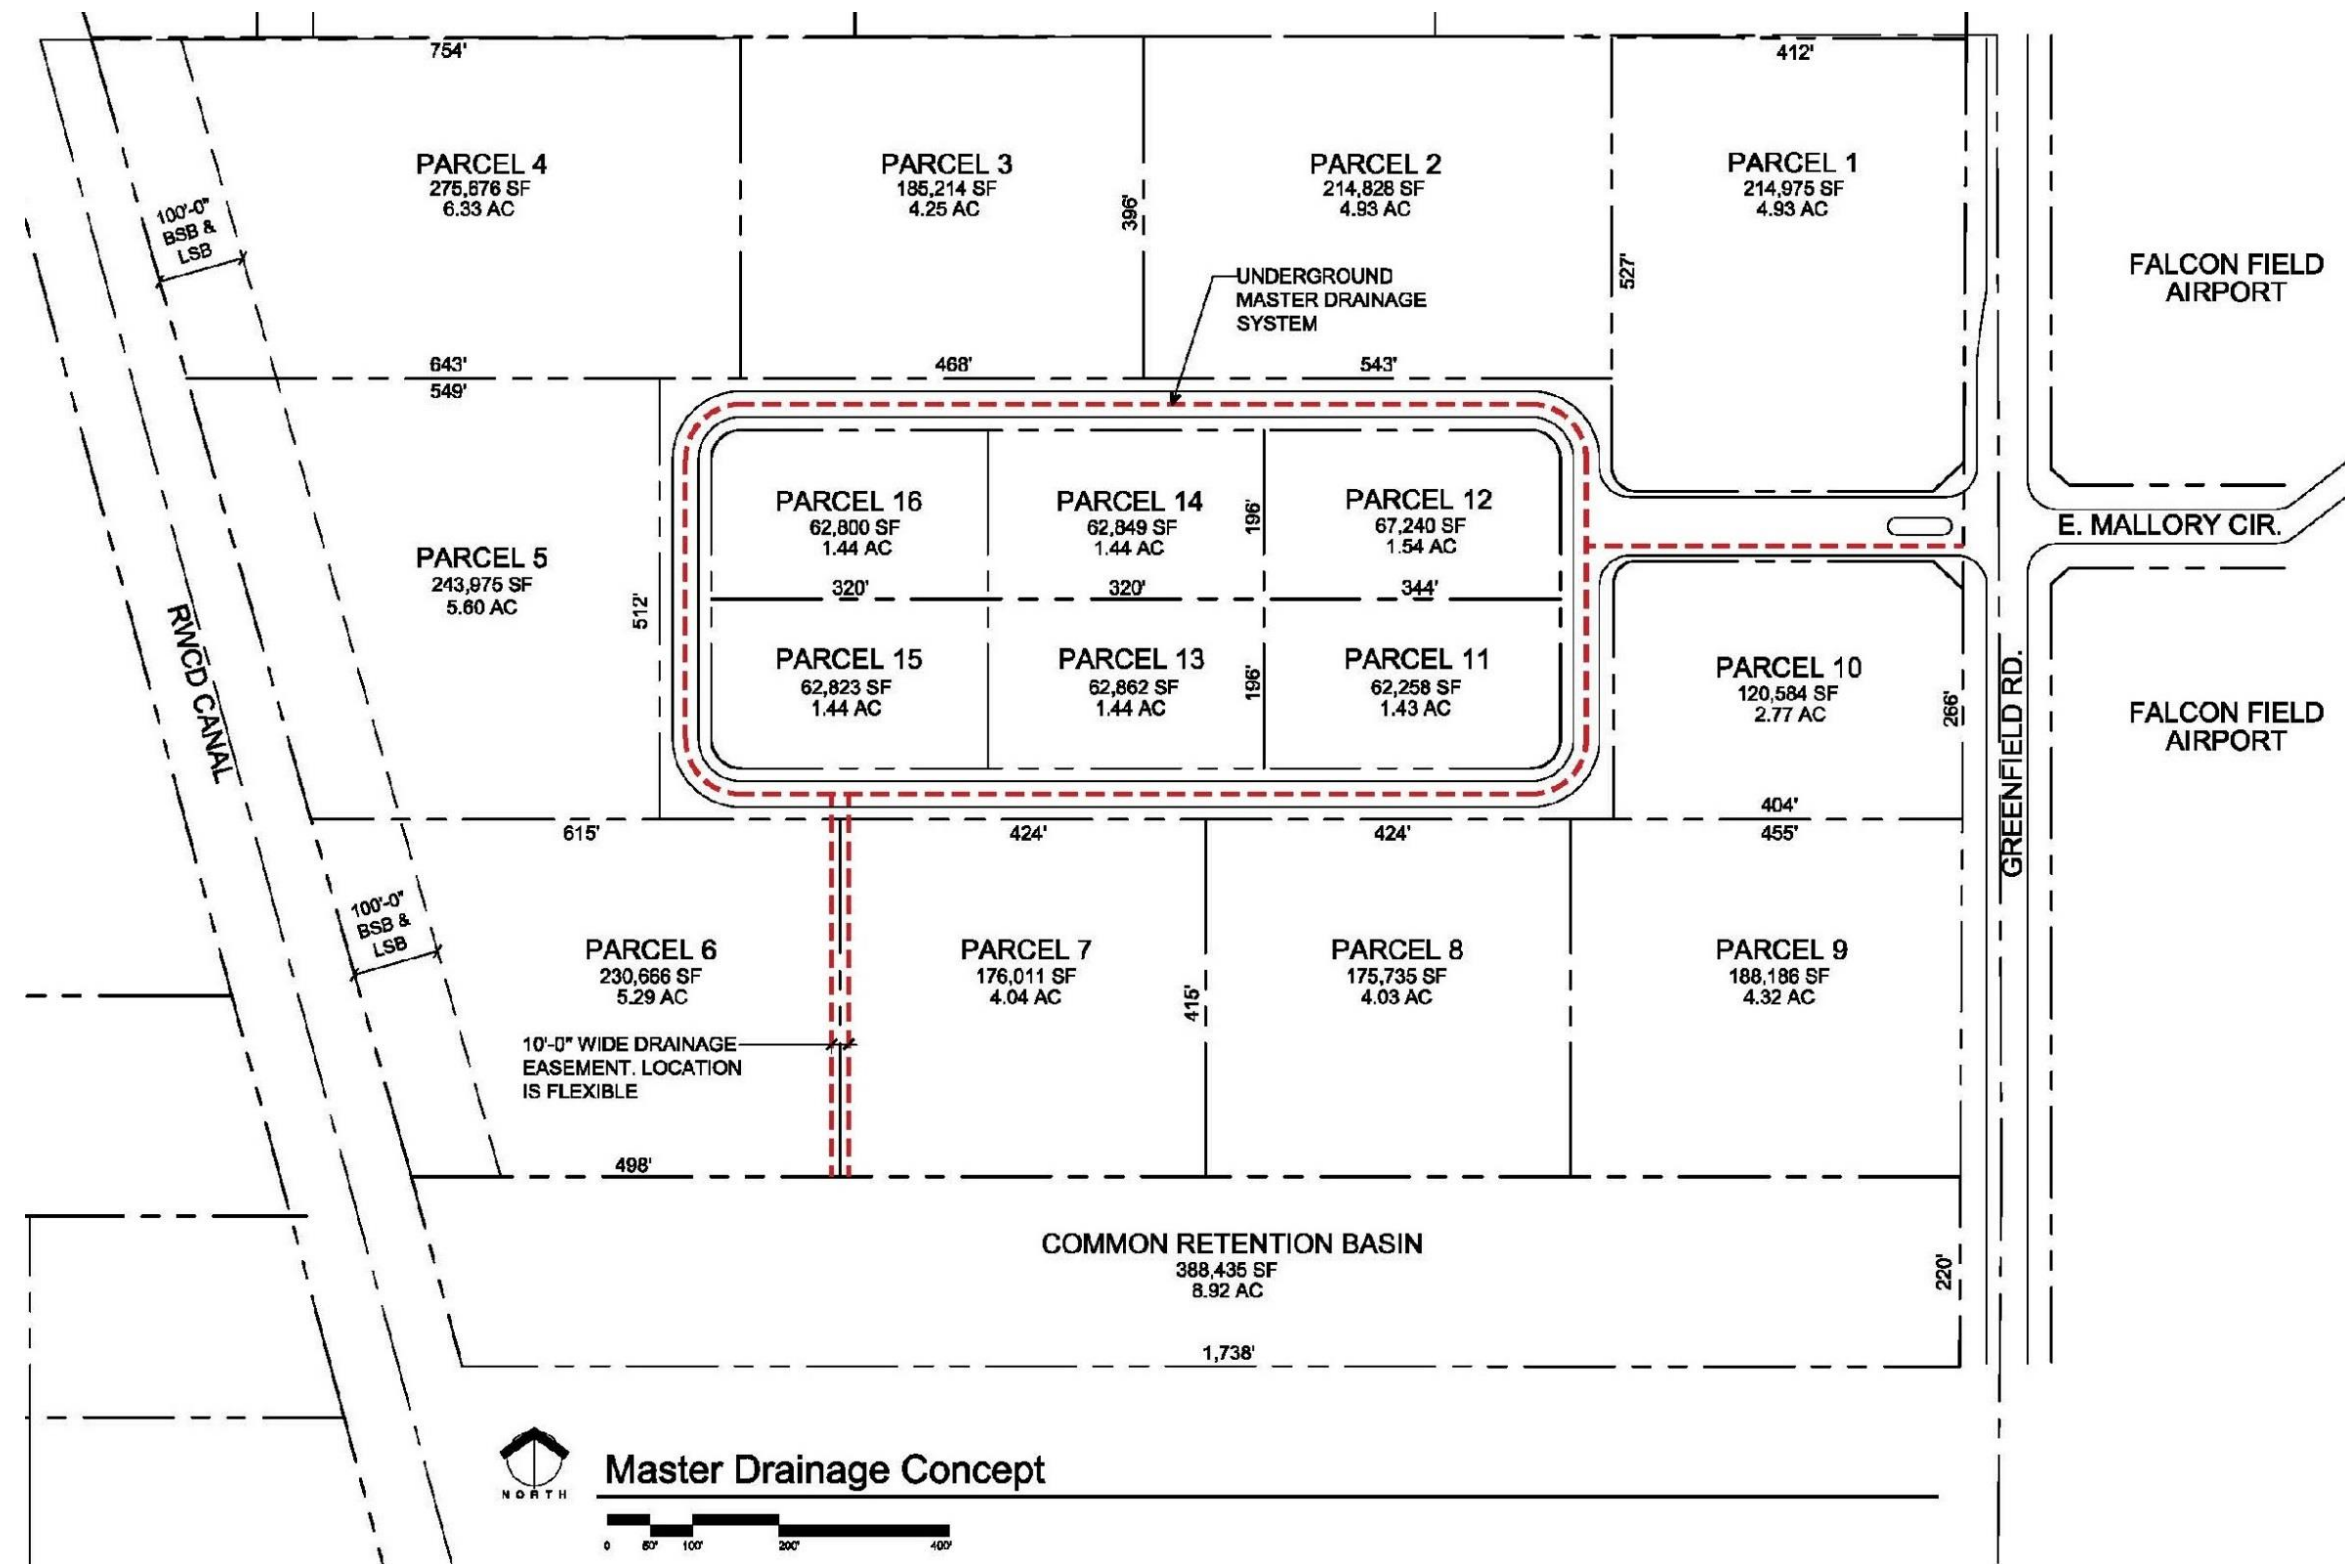 754'
412'
PARCEL 4
275,676 SF
6.33 AC
PARCEL 3
185,214 SF
4.25 AC
PARCEL 2
214,828 SF
4.93 AC
PARCEL 1
214,975 SF
4.93 AC
100'-0"
BSB &
LSB
396'
527'
FALCON FIELD
AIRPORT
UNDERGROUND
MASTER DRAINAGE
SYSTEM
643'
468'
543'
549'
PARCEL 16
62,800 SF
1.44 AC
PARCEL 14
62,849 SF
1.44 AC
196'
PARCEL 12
67,240 SF
1.54 AC
E. MALLORY CIR.
PARCEL 5
243,975 SF
5.60 AC
512'
320'
320'
344'
RWCD CANAL
PARCEL 15
62,823 SF
1.44 AC
PARCEL 13
62,862 SF
1.44 AC
196'
PARCEL 11
62,258 SF
1.43 AC
PARCEL 10
120,584 SF
2.77 AC
266'
GREENFIELD RD.
FALCON FIELD
AIRPORT
404'
615'
424'
424'
455'
100'-0"
BSB &
LSB
PARCEL 6
230,666 SF
5.29 AC
PARCEL 7
176,011 SF
4.04 AC
415'
PARCEL 8
175,735 SF
4.03 AC
PARCEL 9
188,186 SF
4.32 AC
10'-0" WIDE DRAINAGE
EASEMENT. LOCATION
IS FLEXIBLE
498'
COMMON RETENTION BASIN
388,435 SF
8.92 AC
220'
1,738'
NORTH
Master Drainage Concept
0 50' 100' 200' 400'